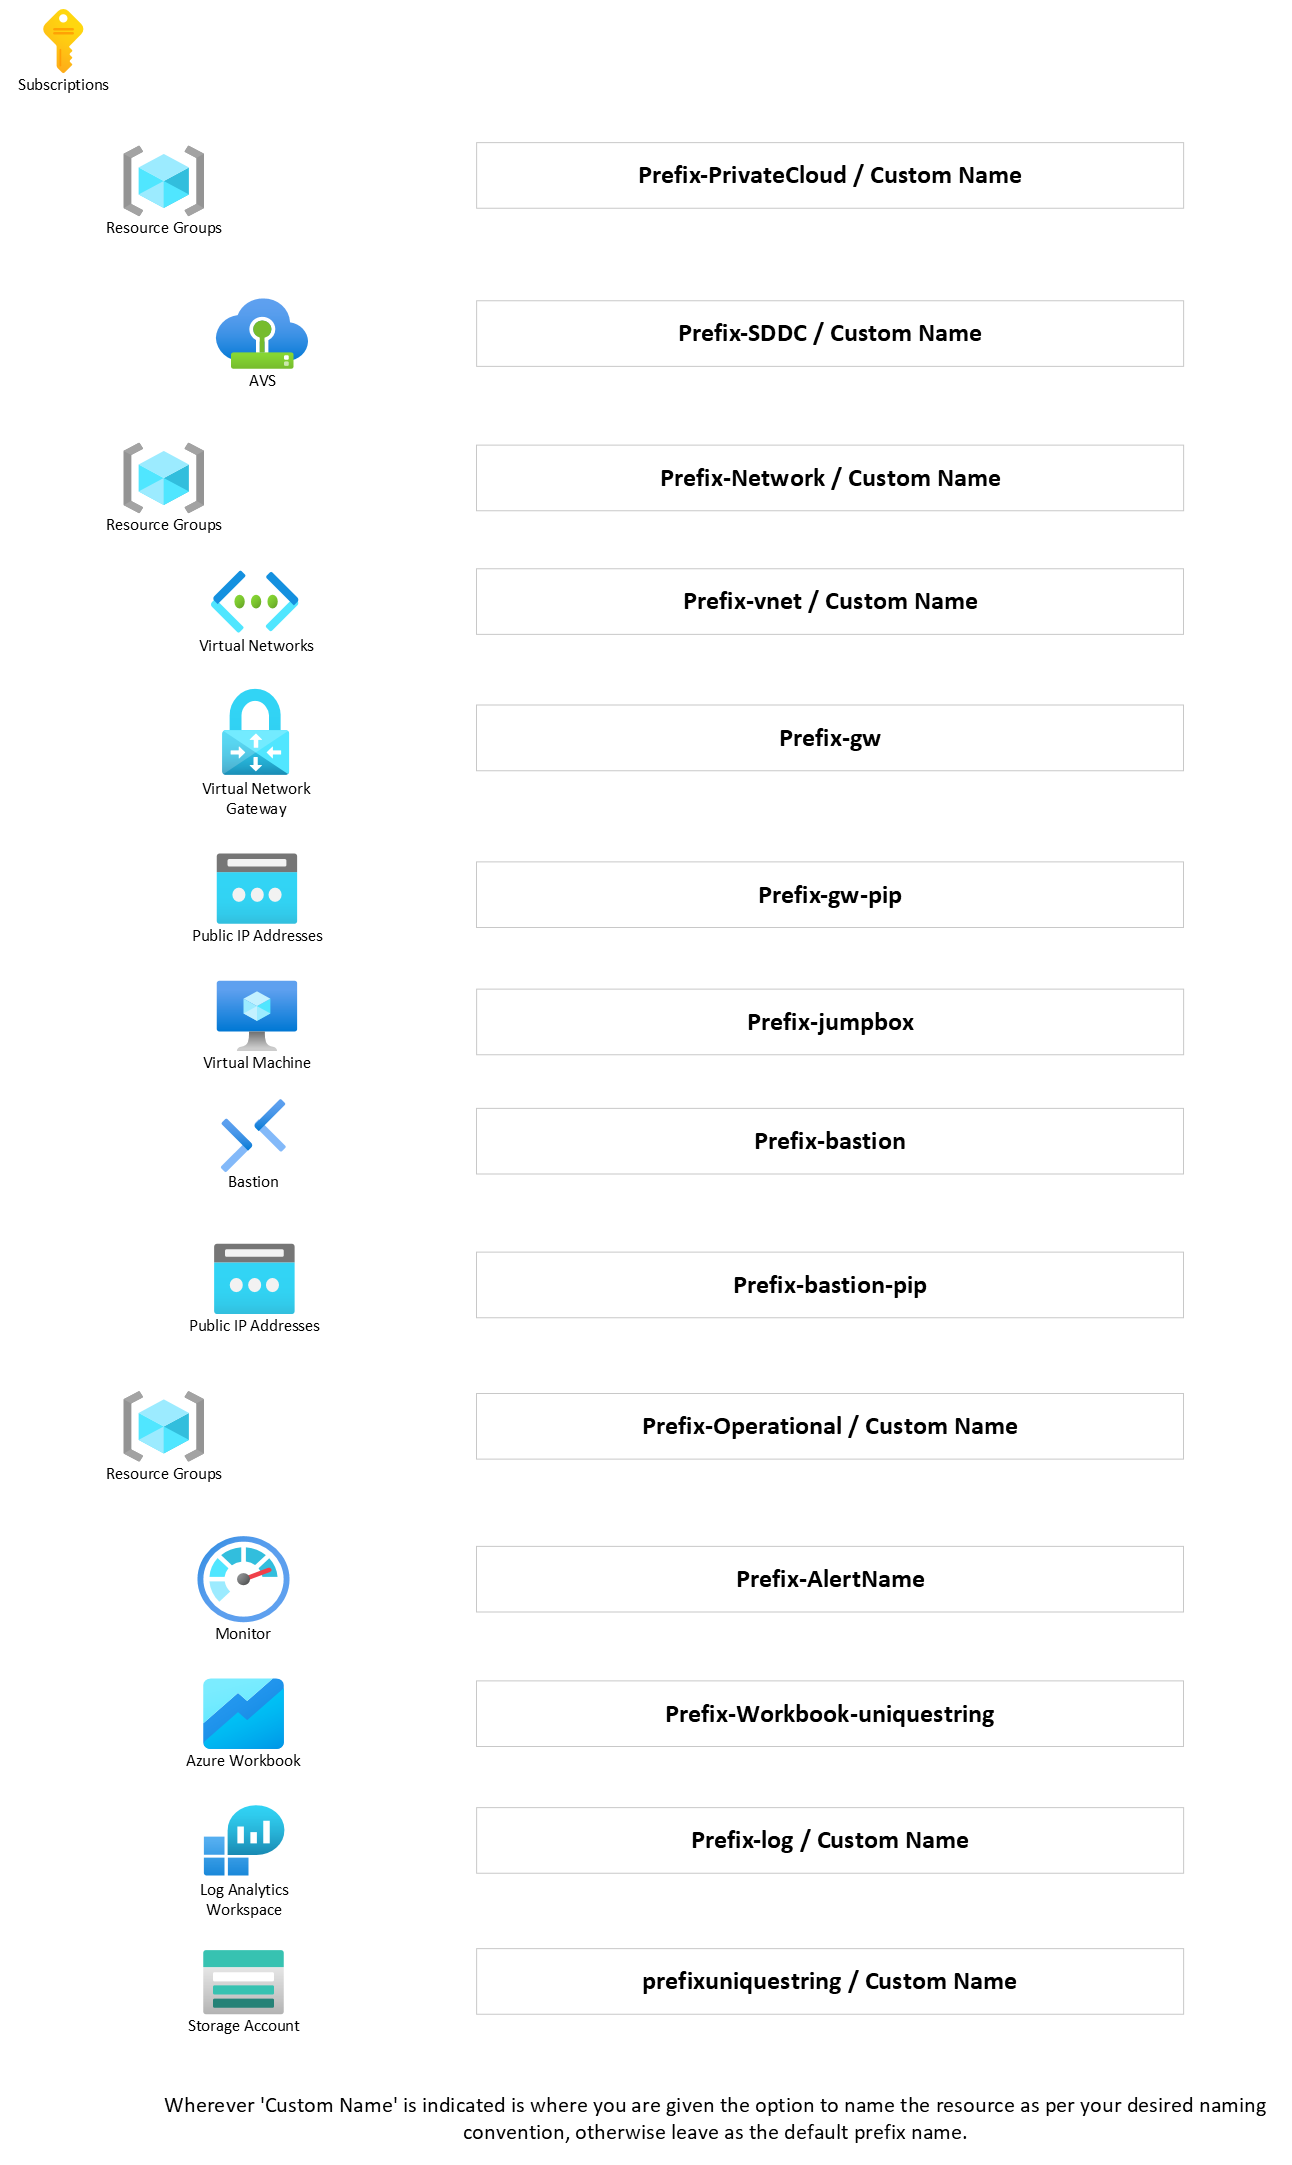 Subscriptions
Prefix-PrivateCloud / Custom Name
Resource Groups
Prefix-SDDC / Custom Name
AVS
Prefix-Network / Custom Name
Resource Groups
Prefix-vnet / Custom Name
Virtual Networks
Prefix-gw
Virtual Network
Gateway
Prefix-gw-pip
Public IP Addresses
Prefix-jumpbox
Virtual Machine
Prefix-bastion
Bastion
Prefix-bastion-pip
Public IP Addresses
Prefix-Operational / Custom Name
Resource Groups
Prefix-AlertName
Monitor
Prefix-Workbook-uniquestring
Azure Workbook
Prefix-log / Custom Name
Log Analytics
Workspace
prefixuniquestring / Custom Name
Storage Account
Wherever 'Custom Name' is indicated is where you are given the option to name the resource as per your desired naming
convention, otherwise leave as the default prefix name.